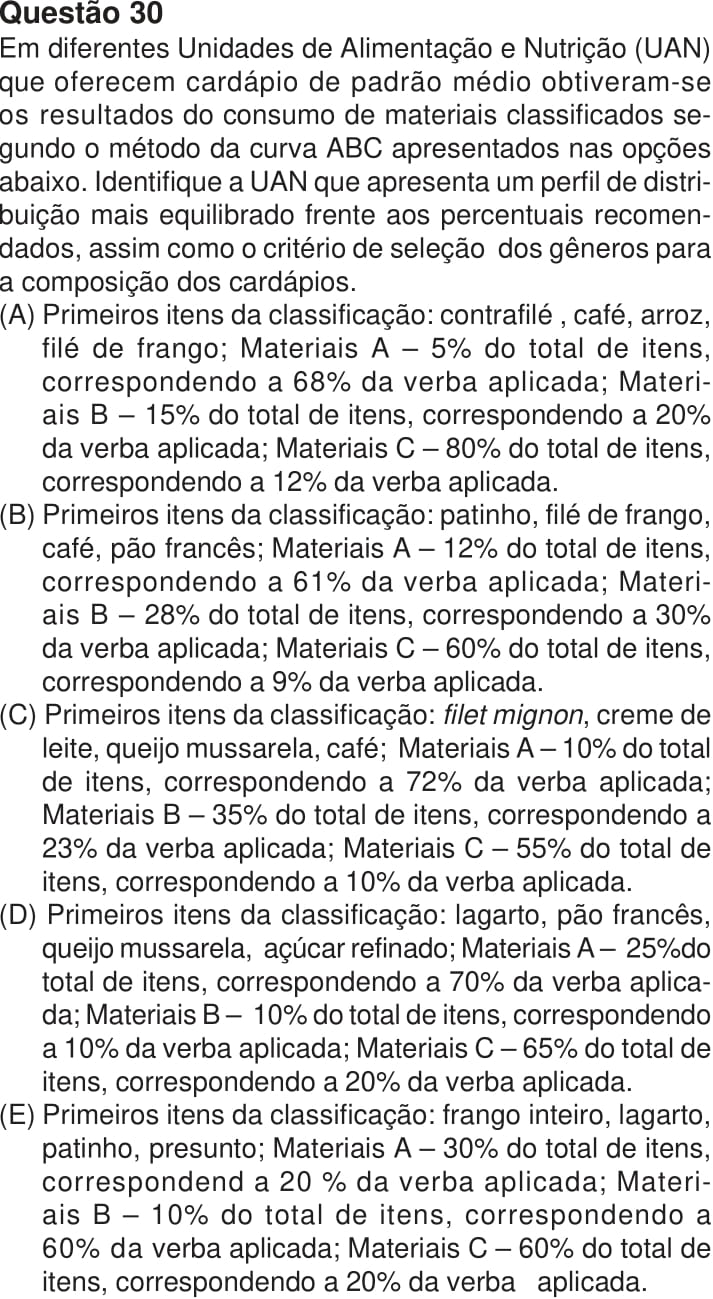 Questão 30
Em diferentes Unidades de Alimentação e Nutrição (UAN)
que oferecem cardápio de padrão médio obtiveram-se
os resultados do consumo de materiais classificados se-
gundo o método da curva ABC apresentados nas opções
abaixo. Identifique a UAN que apresenta um perfil de distri-
buição mais equilibrado frente aos percentuais recomen-
dados, assim como o critério de seleção  dos gêneros para
a composição dos cardápios.
(A) Primeiros itens da classificação: contrafilé , café, arroz,
filé de frango; Materiais A – 5% do total de itens,
correspondendo a 68% da verba aplicada; Materi-
ais B – 15% do total de itens, correspondendo a 20%
da verba aplicada; Materiais C – 80% do total de itens,
correspondendo a 12% da verba aplicada.
(B) Primeiros itens da classificação: patinho, filé de frango,
café, pão francês; Materiais A – 12% do total de itens,
correspondendo a 61% da verba aplicada; Materi-
ais B – 28% do total de itens, correspondendo a 30%
da verba aplicada; Materiais C – 60% do total de itens,
correspondendo a 9% da verba aplicada.
(C) Primeiros itens da classificação: filet mignon, creme de
leite, queijo mussarela, café;  Materiais A – 10% do total
de itens, correspondendo a 72% da verba aplicada;
Materiais B – 35% do total de itens, correspondendo a
23% da verba aplicada; Materiais C – 55% do total de
itens, correspondendo a 10% da verba aplicada.
(D) Primeiros itens da classificação: lagarto, pão francês,
queijo mussarela,  açúcar refinado; Materiais A –  25%do
total de itens, correspondendo a 70% da verba aplica-
da; Materiais B –  10% do total de itens, correspondendo
a 10% da verba aplicada; Materiais C – 65% do total de
itens, correspondendo a 20% da verba aplicada.
(E) Primeiros itens da classificação: frango inteiro, lagarto,
patinho, presunto; Materiais A – 30% do total de itens,
correspondend a 20 % da verba aplicada; Materi-
ais B – 10% do total de itens, correspondendo a
60% da verba aplicada; Materiais C – 60% do total de
itens, correspondendo a 20% da verba   aplicada.